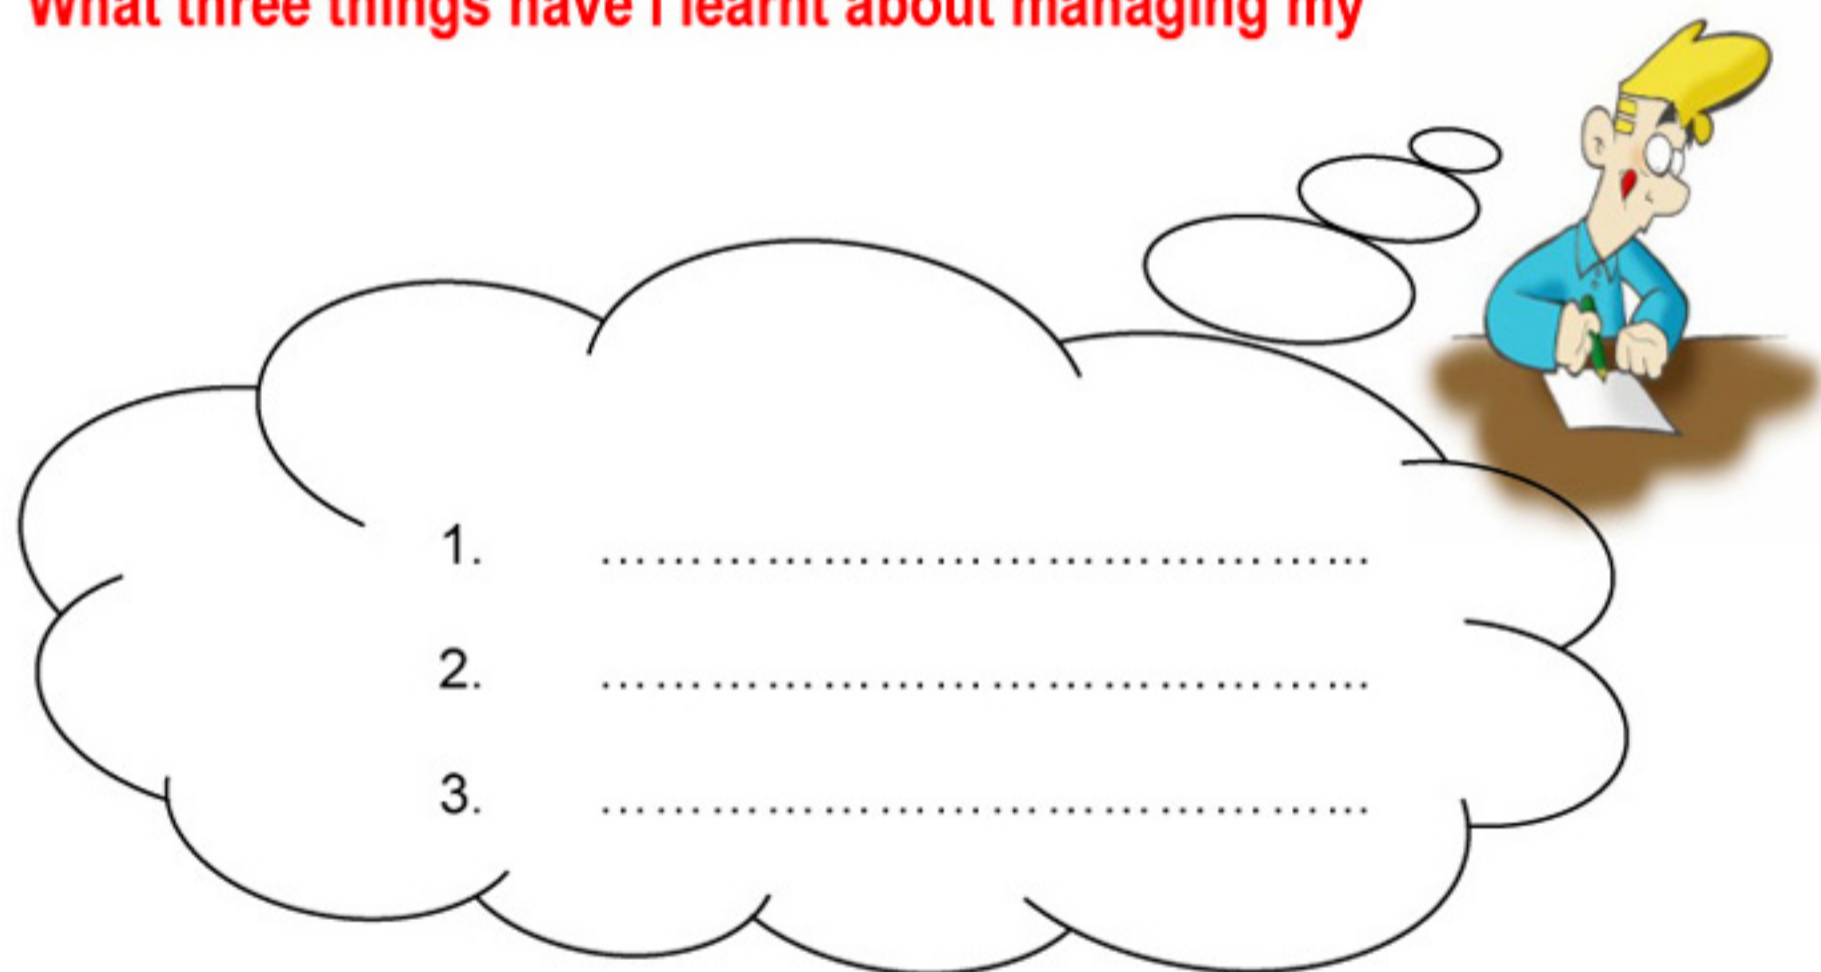 What three things have I learnt about managing my
1. ..........................................
2. ..........................................
3. ..........................................